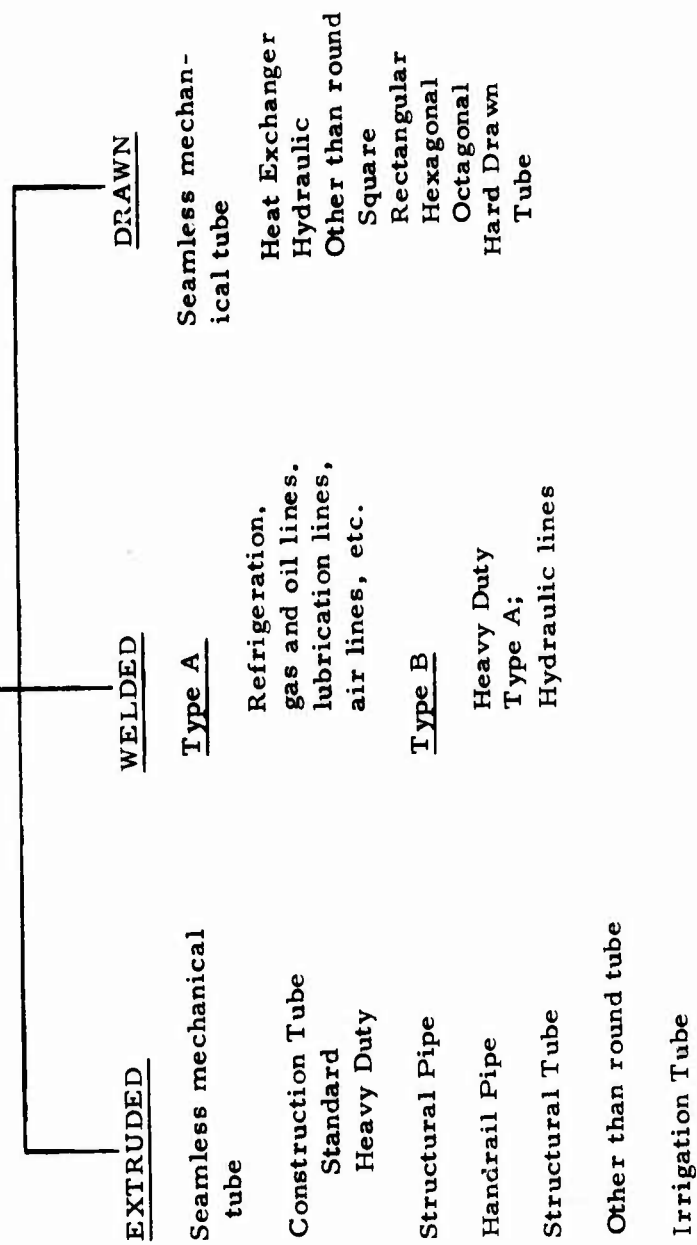 EXTRUDED
Seamless mechanical
tube
Construction Tube
Standard
Heavy Duty
Structural Pipe
Handrail Pipe
Structural Tube
Other than round tube
Irrigation Tube
WELDED
Type A
Refrigeration,
gas and oil lines.
lubrication lines,
air lines, etc.
Type B
Heavy Duty
Type A;
Hydraulic lines
DRAWN
Seamless mechan-
ical tube
Heat Exchanger
Hydraulic
Other than round
Square
Rectangular
Hexagonal
Octagonal
Hard Drawn
Tube